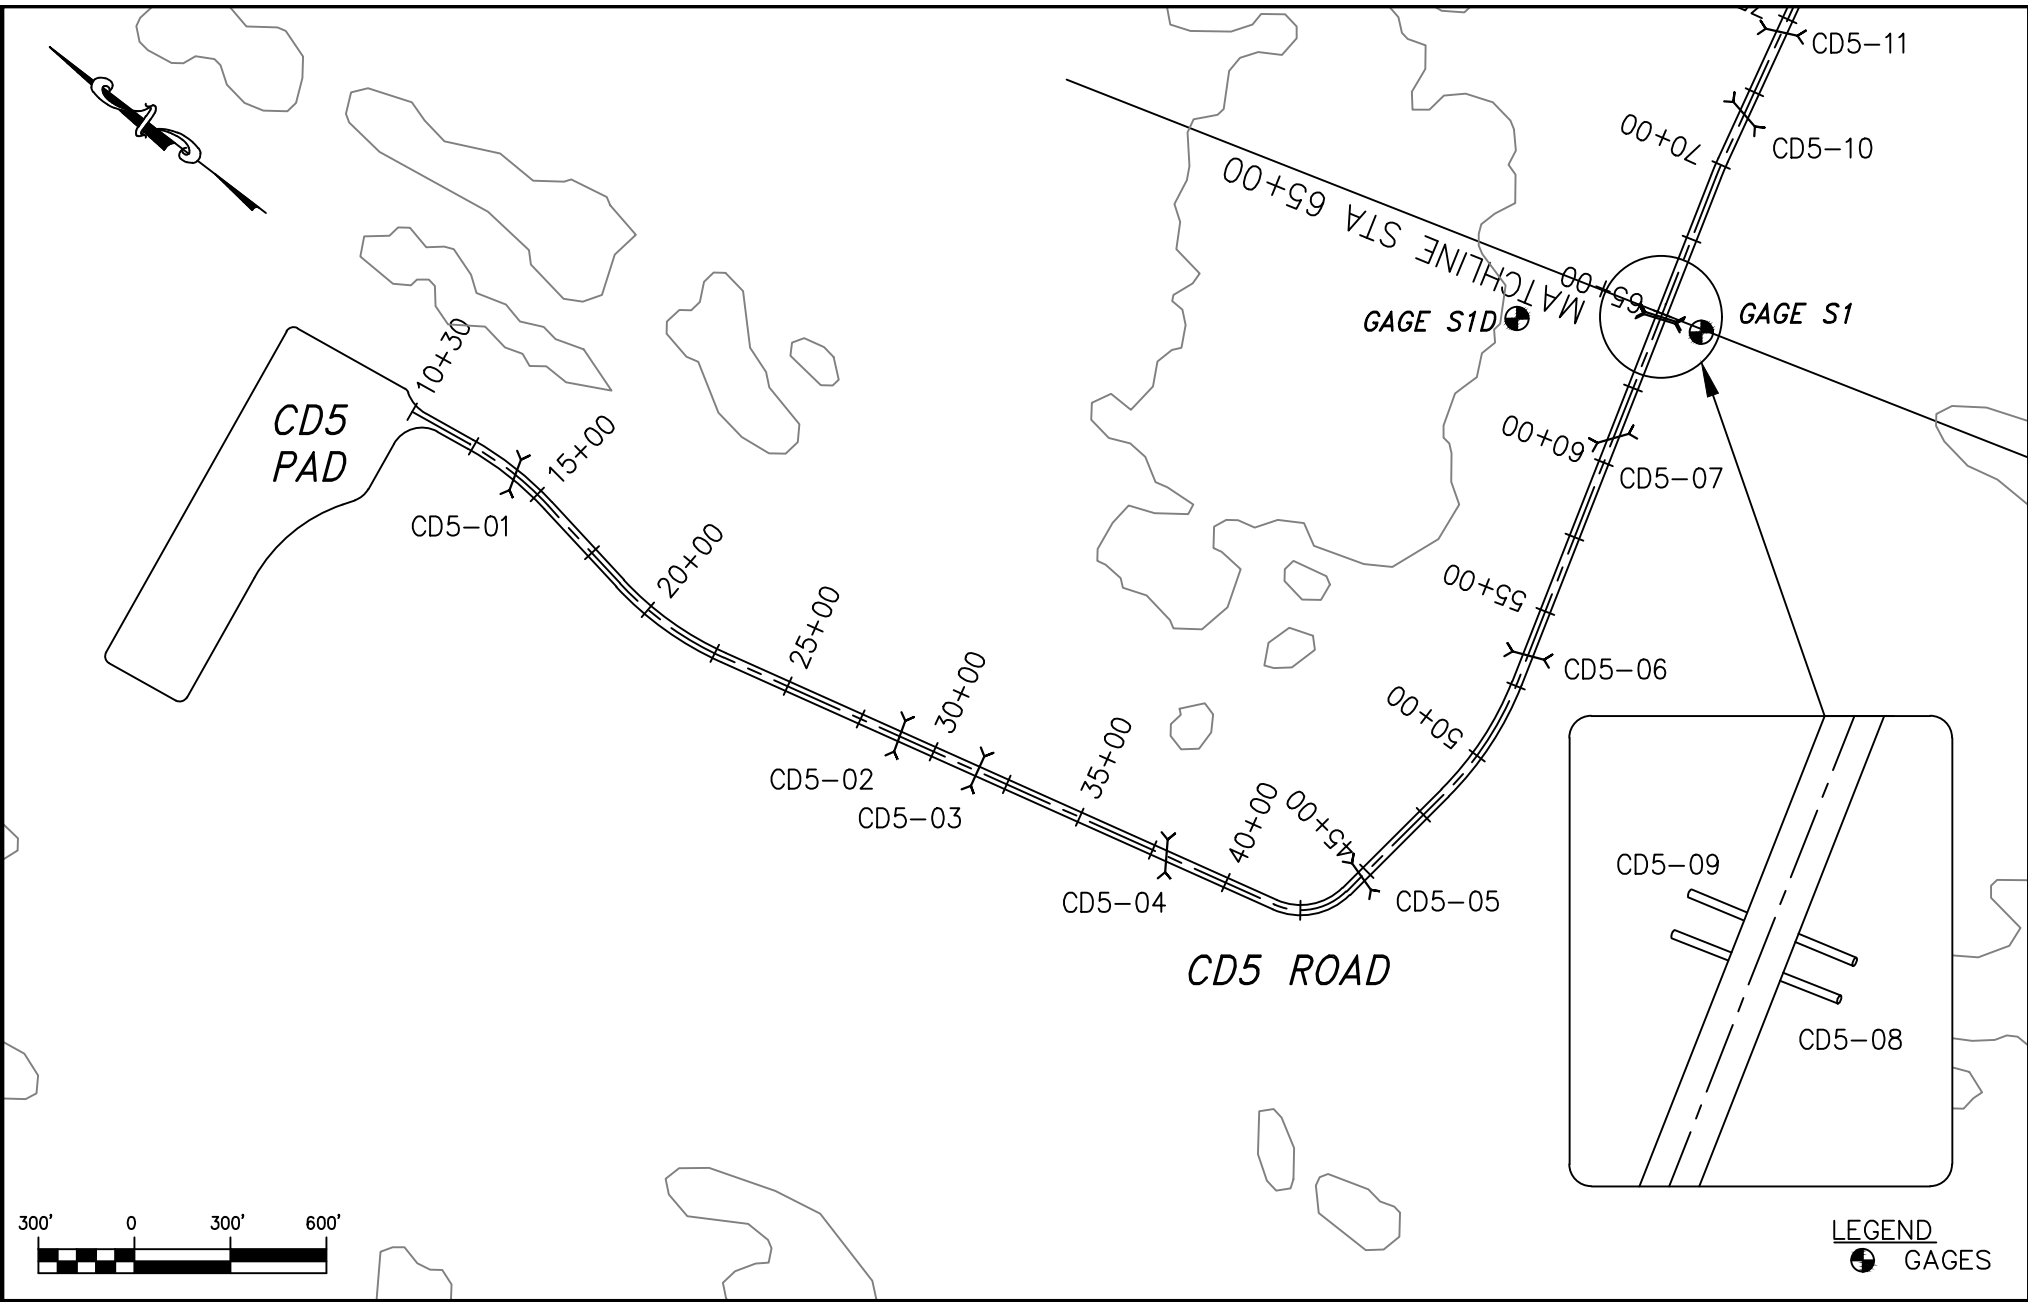 CD5-11
CD5-10
70+00
MATCHLINE STA 65+00
65+00
GAGE S1D
GAGE S1
10+30
CD5
PAD
15+00
CD5-01
60+00
CD5-07
20+00
55+00
25+00
CD5-06
30+00
50+00
CD5-02
35+00
CD5-03
40+00
45+00
CD5-04
CD5-05
CD5 ROAD
CD5-09
CD5-08
300' 0 300' 600'
LEGEND
GAGES